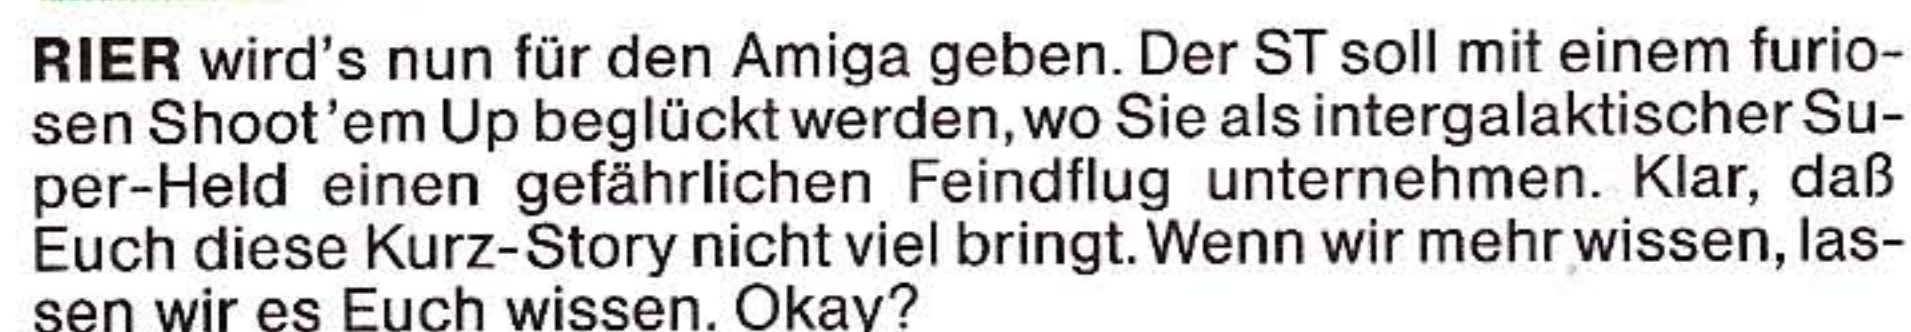 RIER wird's nun für den Amiga geben. Der ST soll mit einem furio-
sen Shoot'em Up beglückt werden, wo Sie als intergalaktischer Su-
per-Held einen gefährlichen Feindflug unternehmen. Klar, daß
Euch diese Kurz-Story nicht viel bringt. Wenn wir mehr wissen, las-
sen wir es Euch wissen. Okay?